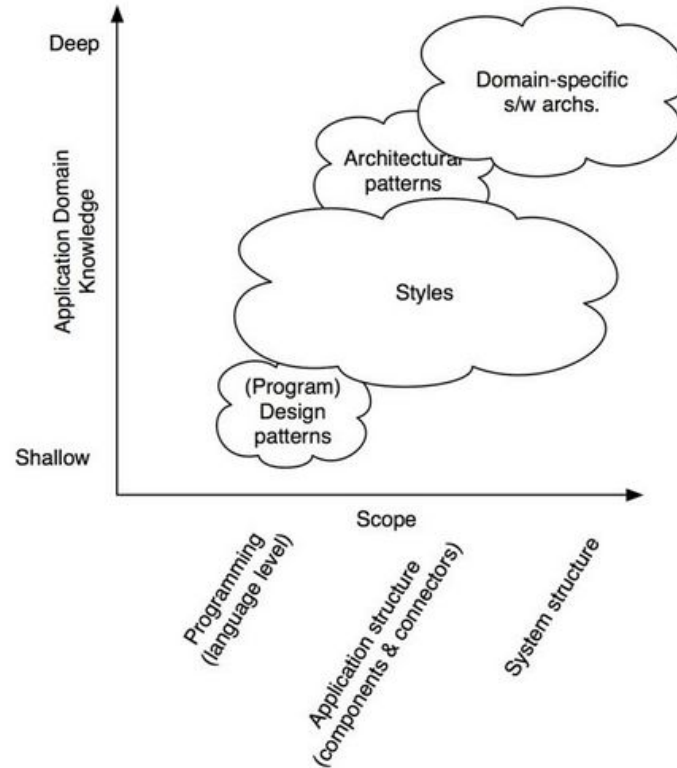 Deep
Domain-specific
s/w archs.
Architectural
patterns
Application Domain
Knowledge
Styles
(Program)
Design
patterns
Shallow
Scope
Programming
(language level)
Application structure
(components & connectors)
System structure